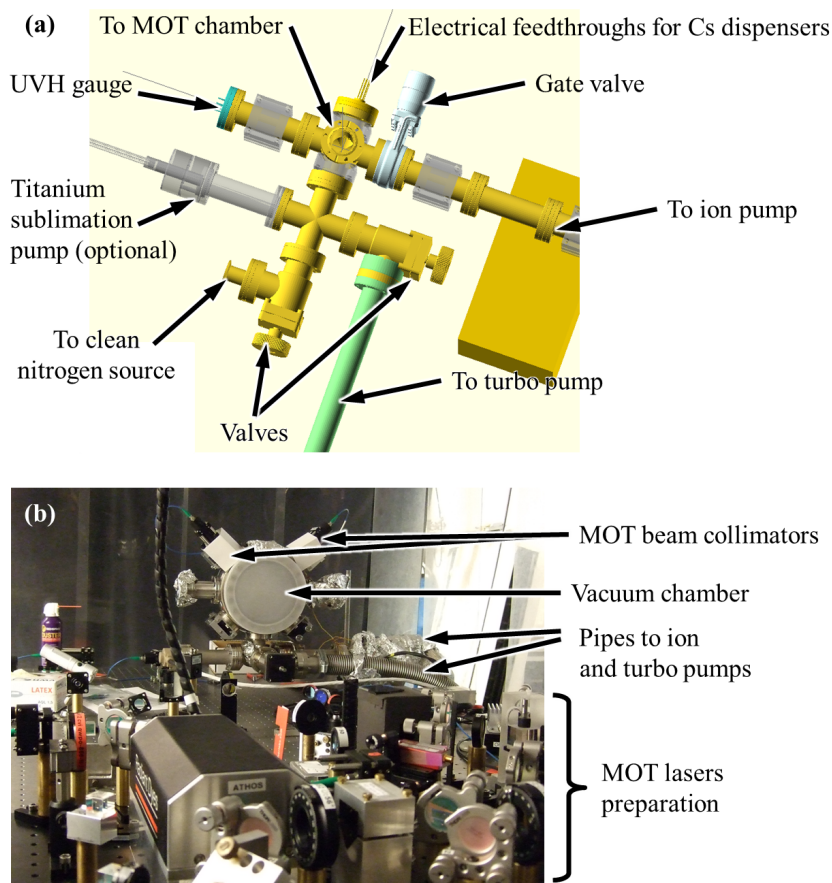 (a)
To MOT chamber
Electrical feedthroughs for Cs dispensers
UVH gauge
Gate valve
Titanium
sublimation
pump (optional)
To ion pump
To clean
nitrogen source
To turbo pump
Valves
(b)
MOT beam collimators
Vacuum chamber
Pipes to ion
and turbo pumps
DUSTER
LATEX
MOT lasers
preparation
ATHOS